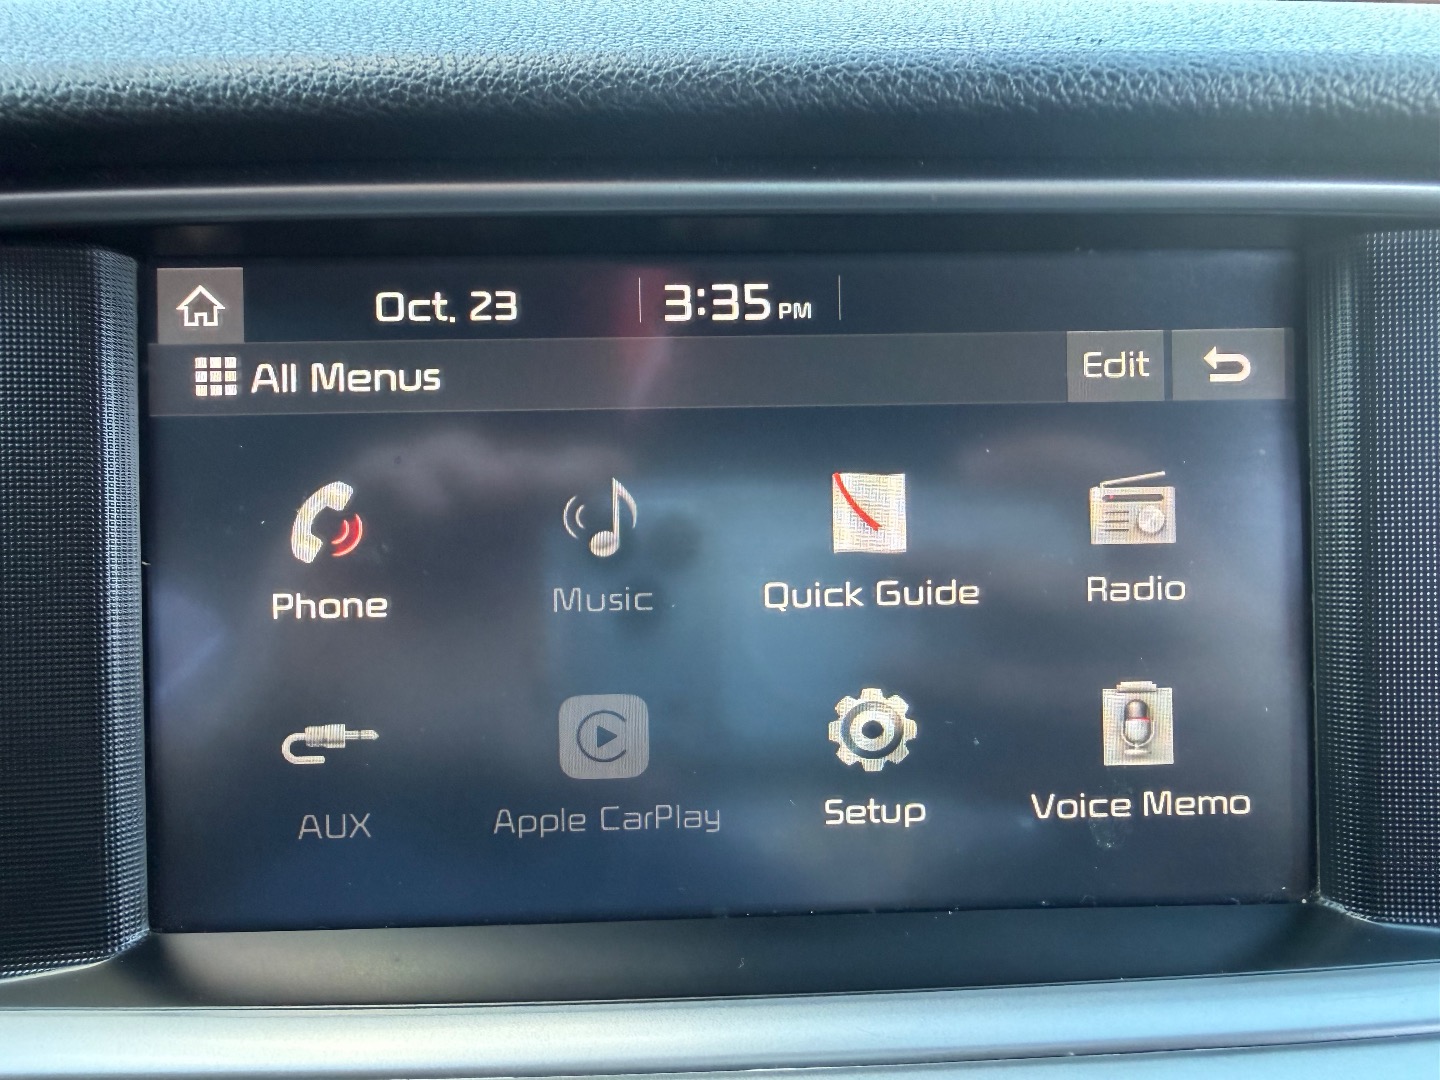 Oct. 23 3:35 PM
All Menus Edit
Phone Music Quick Guide Radio
AUX Apple CarPlay Setup Voice Memo